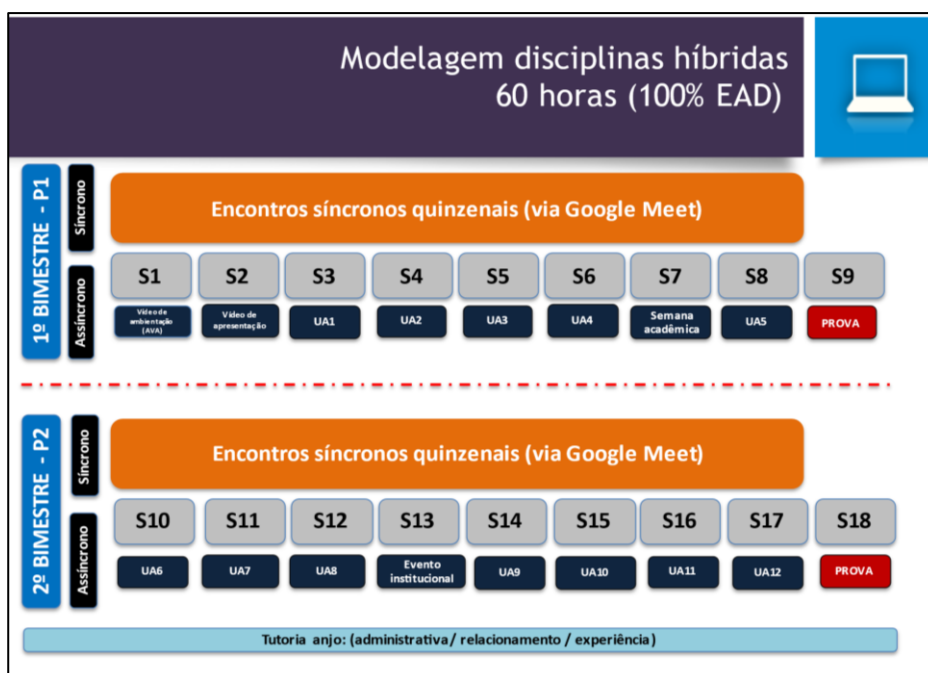 Modelagem disciplinas híbridas
60 horas (100% EAD)
1º BIMESTRE - P1
Síncrono
Assíncrono
Encontros síncronos quinzenais (via Google Meet)
S1 S2 S3 S4 S5 S6 S7 S8 S9
Vídeo de
ambientação
(AVA)
Vídeo de
apresentação
UA1
UA2
UA3
UA4
Semana
acadêmica
UA5
PROVA
2º BIMESTRE - P2
Síncrono
Assíncrono
Encontros síncronos quinzenais (via Google Meet)
S10 S11 S12 S13 S14 S15 S16 S17 S18
UA6
UA7
UA8
Evento
institucional
UA9
UA10
UA11
UA12
PROVA
Tutoria anjo: (administrativa/ relacionamento / experiência)